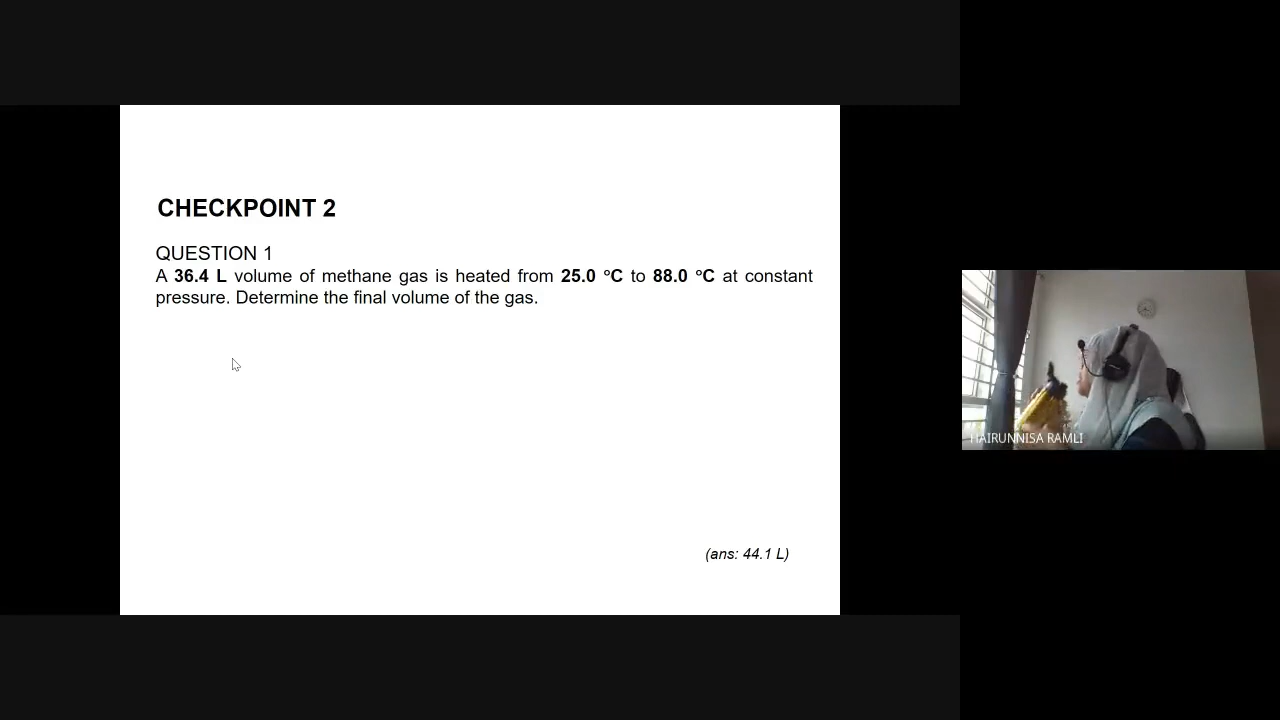 CHECKPOINT 2
QUESTION 1
A 36.4 L volume of methane gas is heated from 25.0 °C to 88.0 °C at constant
pressure. Determine the final volume of the gas.
(ans: 44.1 L)
HAIRUNNISA RAMLI